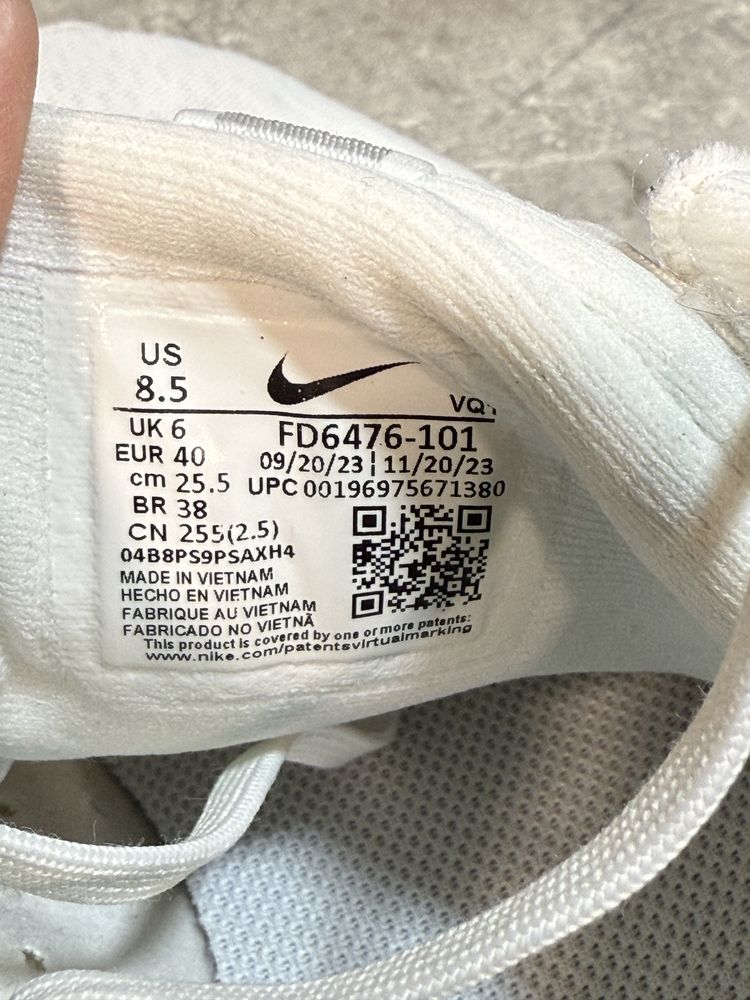 US
8.5
VQ
UK 6
FD6476-101
EUR 40
09/20/23 | 11/20/23
cm 25.5
UPC 00196975671380
BR 38
CN 255(2.5)
04B8PS9PSAXH4
MADE IN VIETNAM
HECHO EN VIETNAM
FABRIQUE AU VIETNAM
FABRICADO NO VIETNÃ
This product is covered by one or more patents:
www.nike.com/patentsvirtualmarking